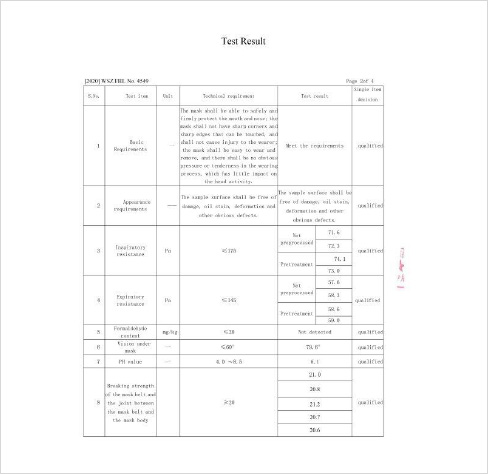 Test Result
[2020] WSZ FHL No. 4549
Page 2of 4
S.No. Test item Unit Technical requirement Test result Single item
decision
1 Basic
Requirements — The mask shall be able to safely and
firmly protect the mouth and nose; the
mask shall not have sharp corners and
sharp edges that can be touched, and
shall not cause injury to the wearer;
the mask shall be easy to wear and
remove, and there shall be no obvious
pressure or tenderness in the wearing
process, which has little impact on
the head activity. Meet the requirements qualified
2 Appearance
requirements — The sample surface shall be free of
damage, oil stain, deformation and
other obvious defects. The sample surface shall be
free of damage, oil stain,
deformation and other
obvious defects. qualified
3 Inspiratory
resistance Pa ≤175 Not
preprocessed 71.6
72.3
Pretreatment 74.1
73.0 qualified
4 Expiratory
resistance Pa ≤145 Not
preprocessed 57.6
58.3
Pretreatment 58.6
59.0 qualified
5 Formaldehyde
content mg/kg ≤20 Not detected qualified
6 Vision under
mask — ≤60° qualified
7 PH value — 4.0 ~8.5 6.1 qualified
8 Breaking strength
of the mask belt and
the joint between
the mask belt and
the mask body ≥20 21.0
20.8
21.2
20.7
20.6 qualified